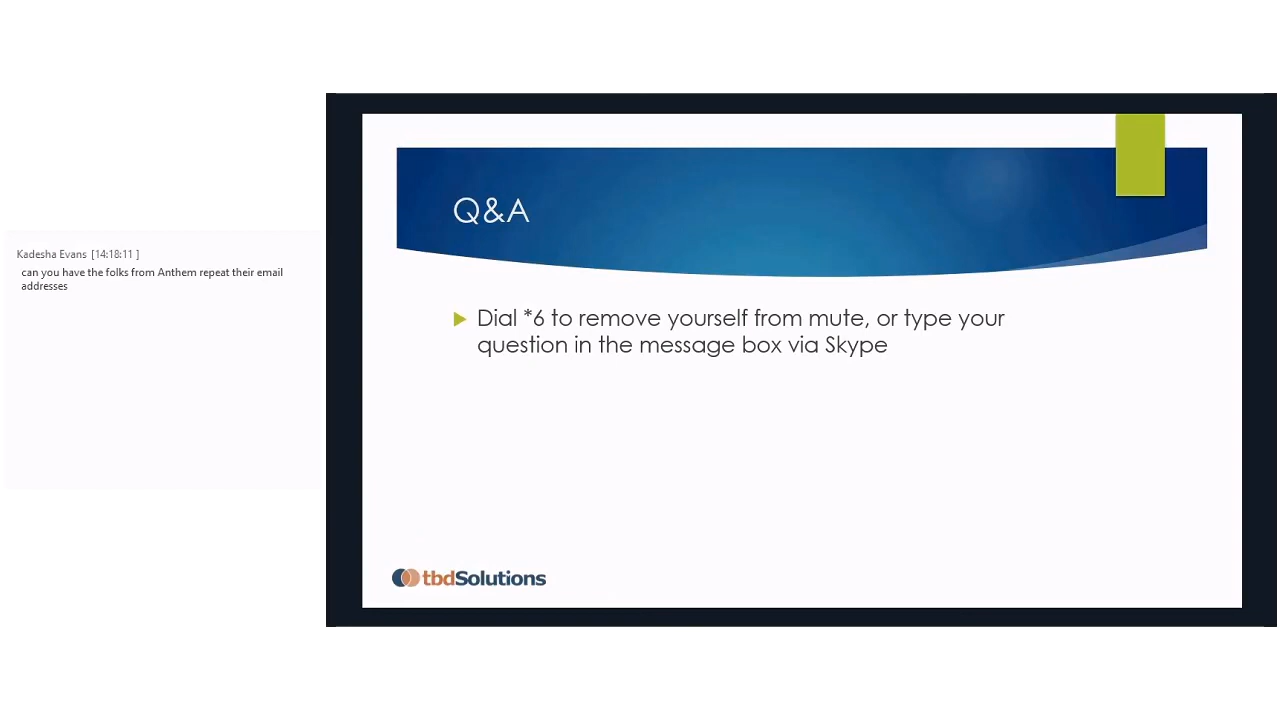 Kadesha Evans [14:18:11 ]
can you have the folks from Anthem repeat their email
addresses
Q&A
Dial *6 to remove yourself from mute, or type your
question in the message box via Skype
tbdSolutions